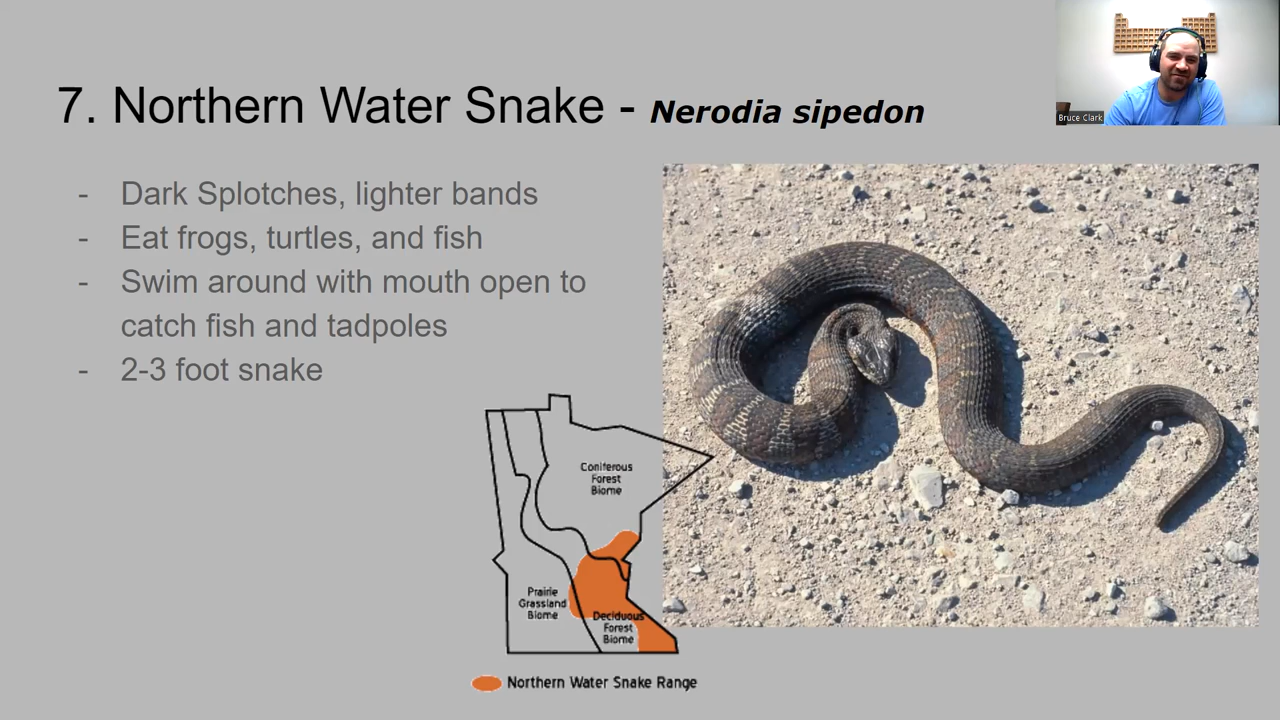 7. Northern Water Snake - Nerodia sipedon
Bruce Clark
- Dark Splotches, lighter bands
- Eat frogs, turtles, and fish
- Swim around with mouth open to
catch fish and tadpoles
- 2-3 foot snake
Coniferous
Forest
Biome
Prairie
Grassland
Biome
Deciduous
Forest
Biome
Northern Water Snake Range